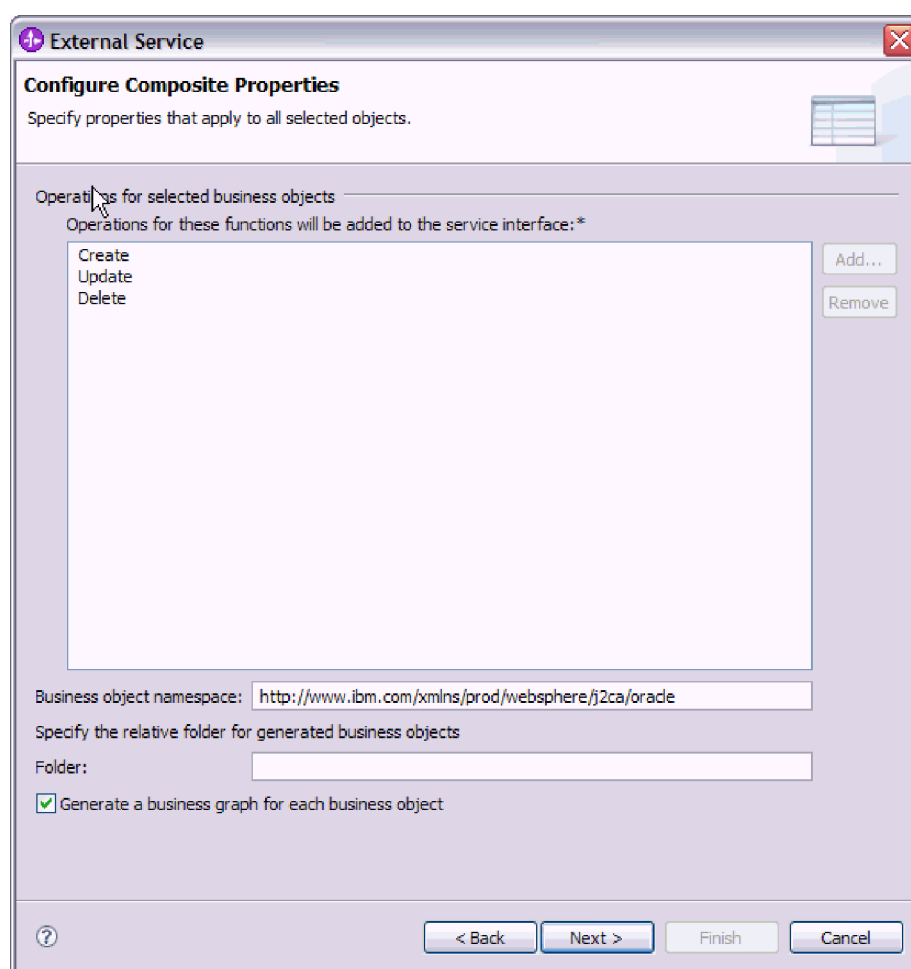 External Service
Configure Composite Properties
Specify properties that apply to all selected objects.
Operations for selected business objects
Operations for these functions will be added to the service interface:*
Create
Update
Delete
Add...
Remove
Business object namespace: http://www.ibm.com/xmlns/prod/websphere/j2ca/oracle
Specify the relative folder for generated business objects
Folder:
Generate a business graph for each business object
?
< Back
Next >
Finish
Cancel